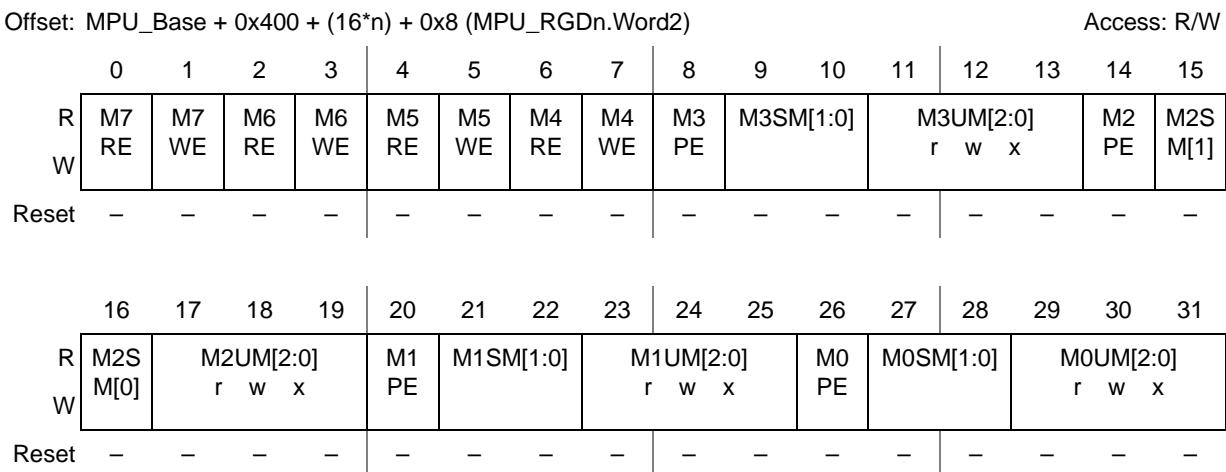 Offset: MPU_Base + 0x400 + (16*n) + 0x8 (MPU_RGDn.Word2) Access: R/W
0 1 2 3 4 5 6 7 8 9 10 11 12 13 14 15
R M7 M7 M6 M6 M5 M5 M4 M4 M3 M3SM[1:0] M3UM[2:0] M2 M2S
RE WE RE WE RE WE RE WE PE r w x PE M[1]
W
Reset – – – – – – – – – – – – – – – –
16 17 18 19 20 21 22 23 24 25 26 27 28 29 30 31
R M2S M2UM[2:0] M1 M1SM[1:0] M1UM[2:0] M0 M0SM[1:0] M0UM[2:0]
M[0] r w x PE r w x PE r w x
W
Reset – – – – – – – – – – – – – – – –